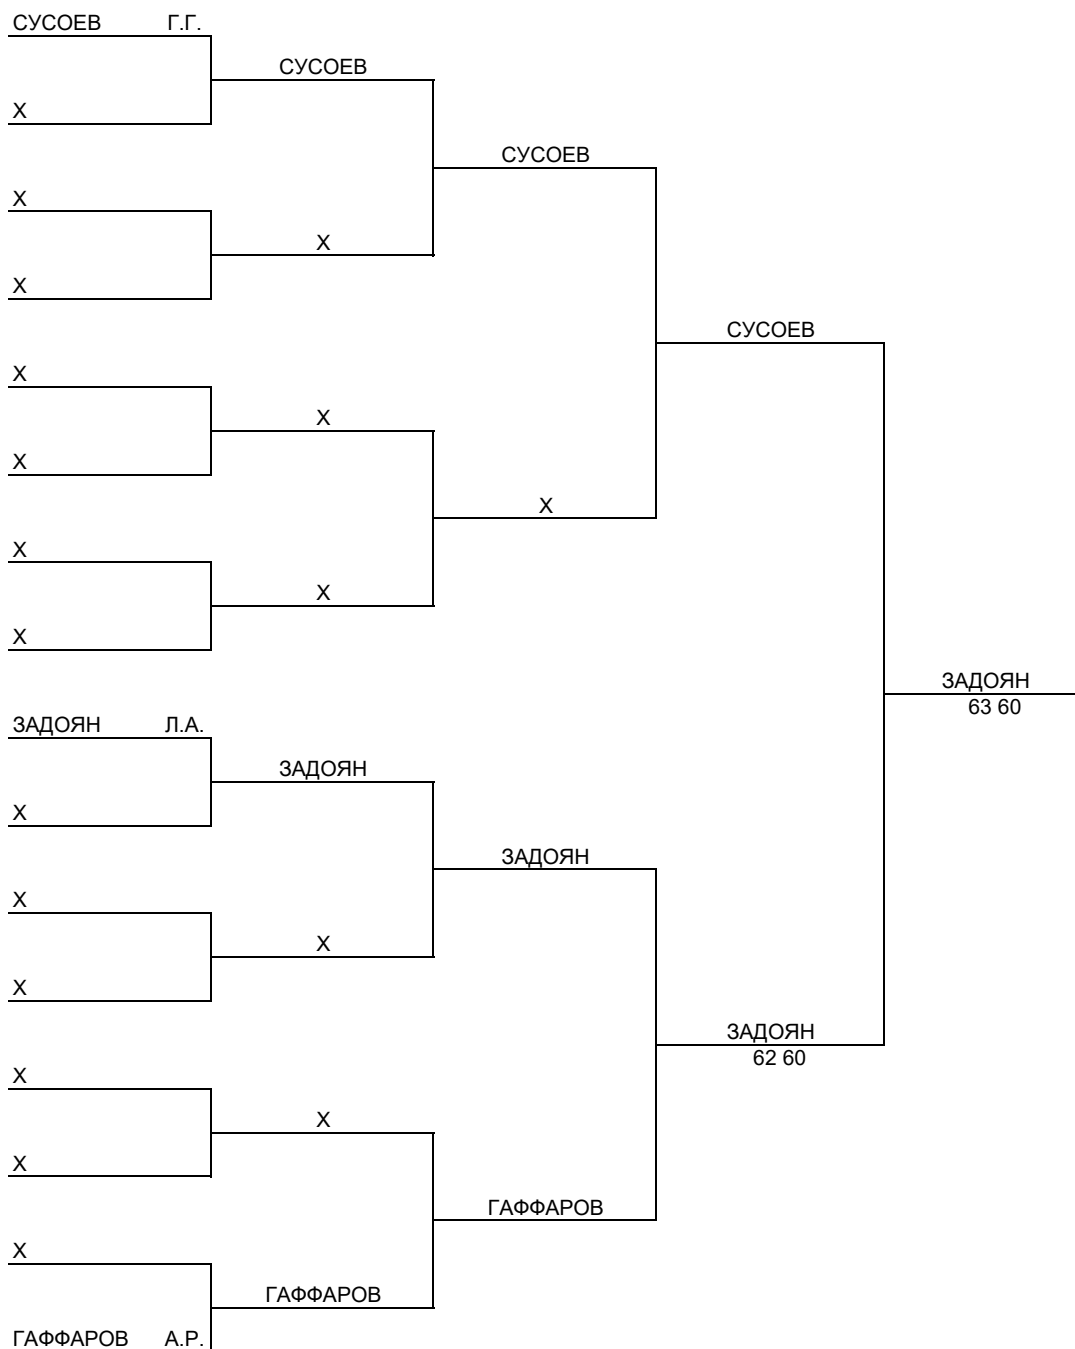 СУСОЕВ Г.Г.
СУСОЕВ
X
СУСОЕВ
X
X
X
СУСОЕВ
X
X
X
X
X
X
X
ЗАДОЯН
63 60
ЗАДОЯН Л.А.
ЗАДОЯН
X
ЗАДОЯН
X
X
X
ЗАДОЯН
62 60
X
X
X
ГАФФАРОВ
X
ГАФФАРОВ
ГАФФАРОВ А.Р.